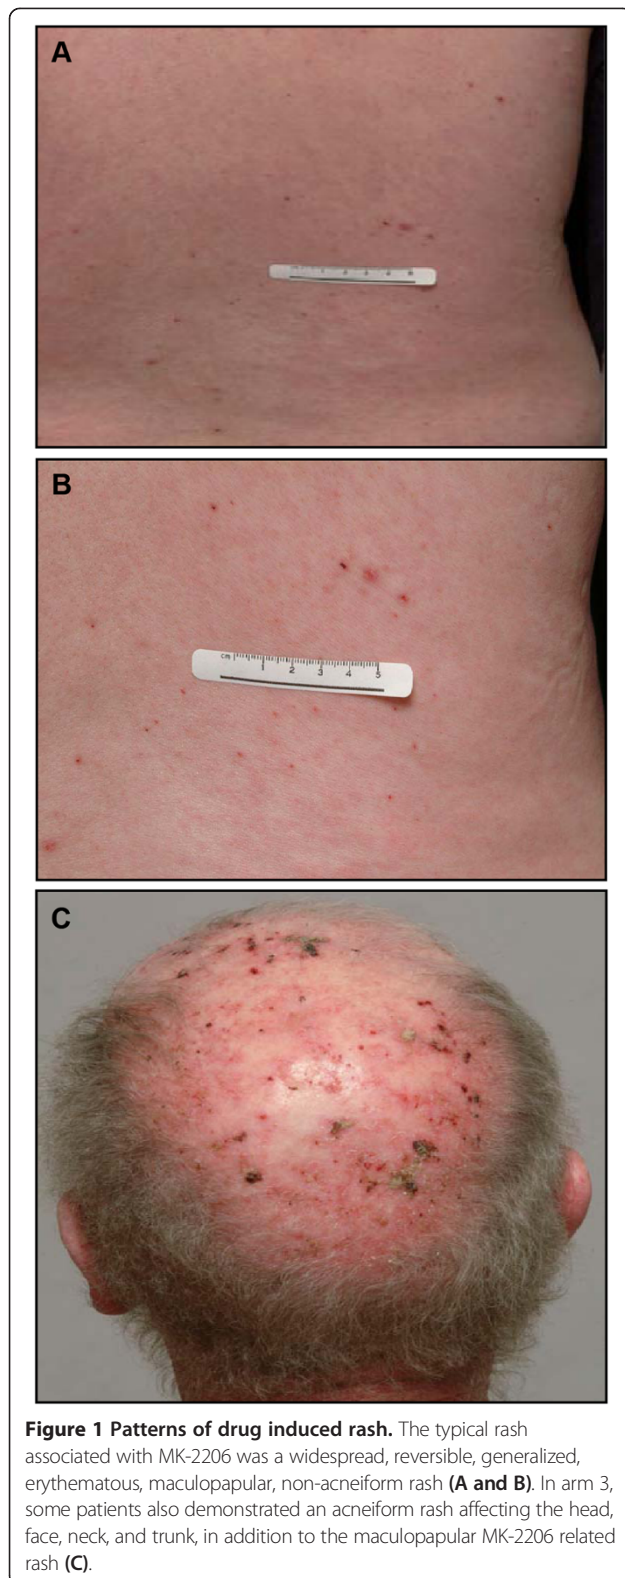 A
B
cm 1 2 3 4 5
C
Figure 1 Patterns of drug induced rash. The typical rash
associated with MK-2206 was a widespread, reversible, generalized,
erythematous, maculopapular, non-acneiform rash (A and B). In arm 3,
some patients also demonstrated an acneiform rash affecting the head,
face, neck, and trunk, in addition to the maculopapular MK-2206 related
rash (C).